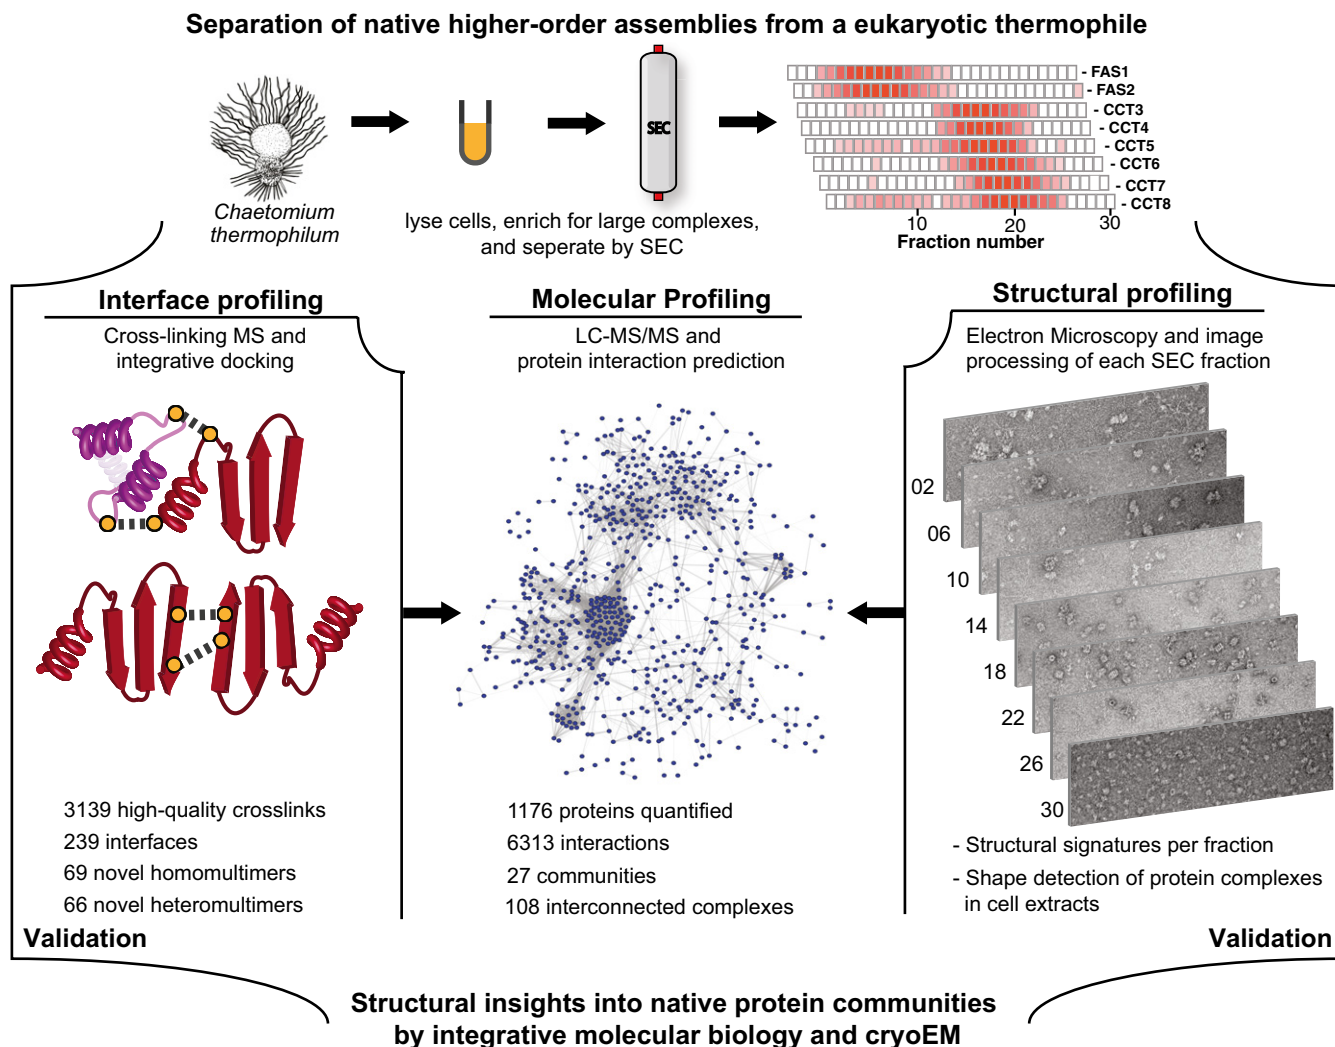 Separation of native higher-order assemblies from a eukaryotic thermophile
Chaetomium
thermophilum
lyse cells, enrich for large complexes,
and seperate by SEC
SEC
- FAS1
- FAS2
- CCT3
- CCT4
- CCT5
- CCT6
- CCT7
- CCT8
10 20 30
Fraction number
Interface profiling
Cross-linking MS and
integrative docking
3139 high-quality crosslinks
239 interfaces
69 novel homomultimers
66 novel heteromultimers
Validation
Molecular Profiling
LC-MS/MS and
protein interaction prediction
1176 proteins quantified
6313 interactions
27 communities
108 interconnected complexes
Structural profiling
Electron Microscopy and image
processing of each SEC fraction
02
06
10
14
18
22
26
30
- Structural signatures per fraction
- Shape detection of protein complexes
in cell extracts
Validation
Structural insights into native protein communities
by integrative molecular biology and cryoEM